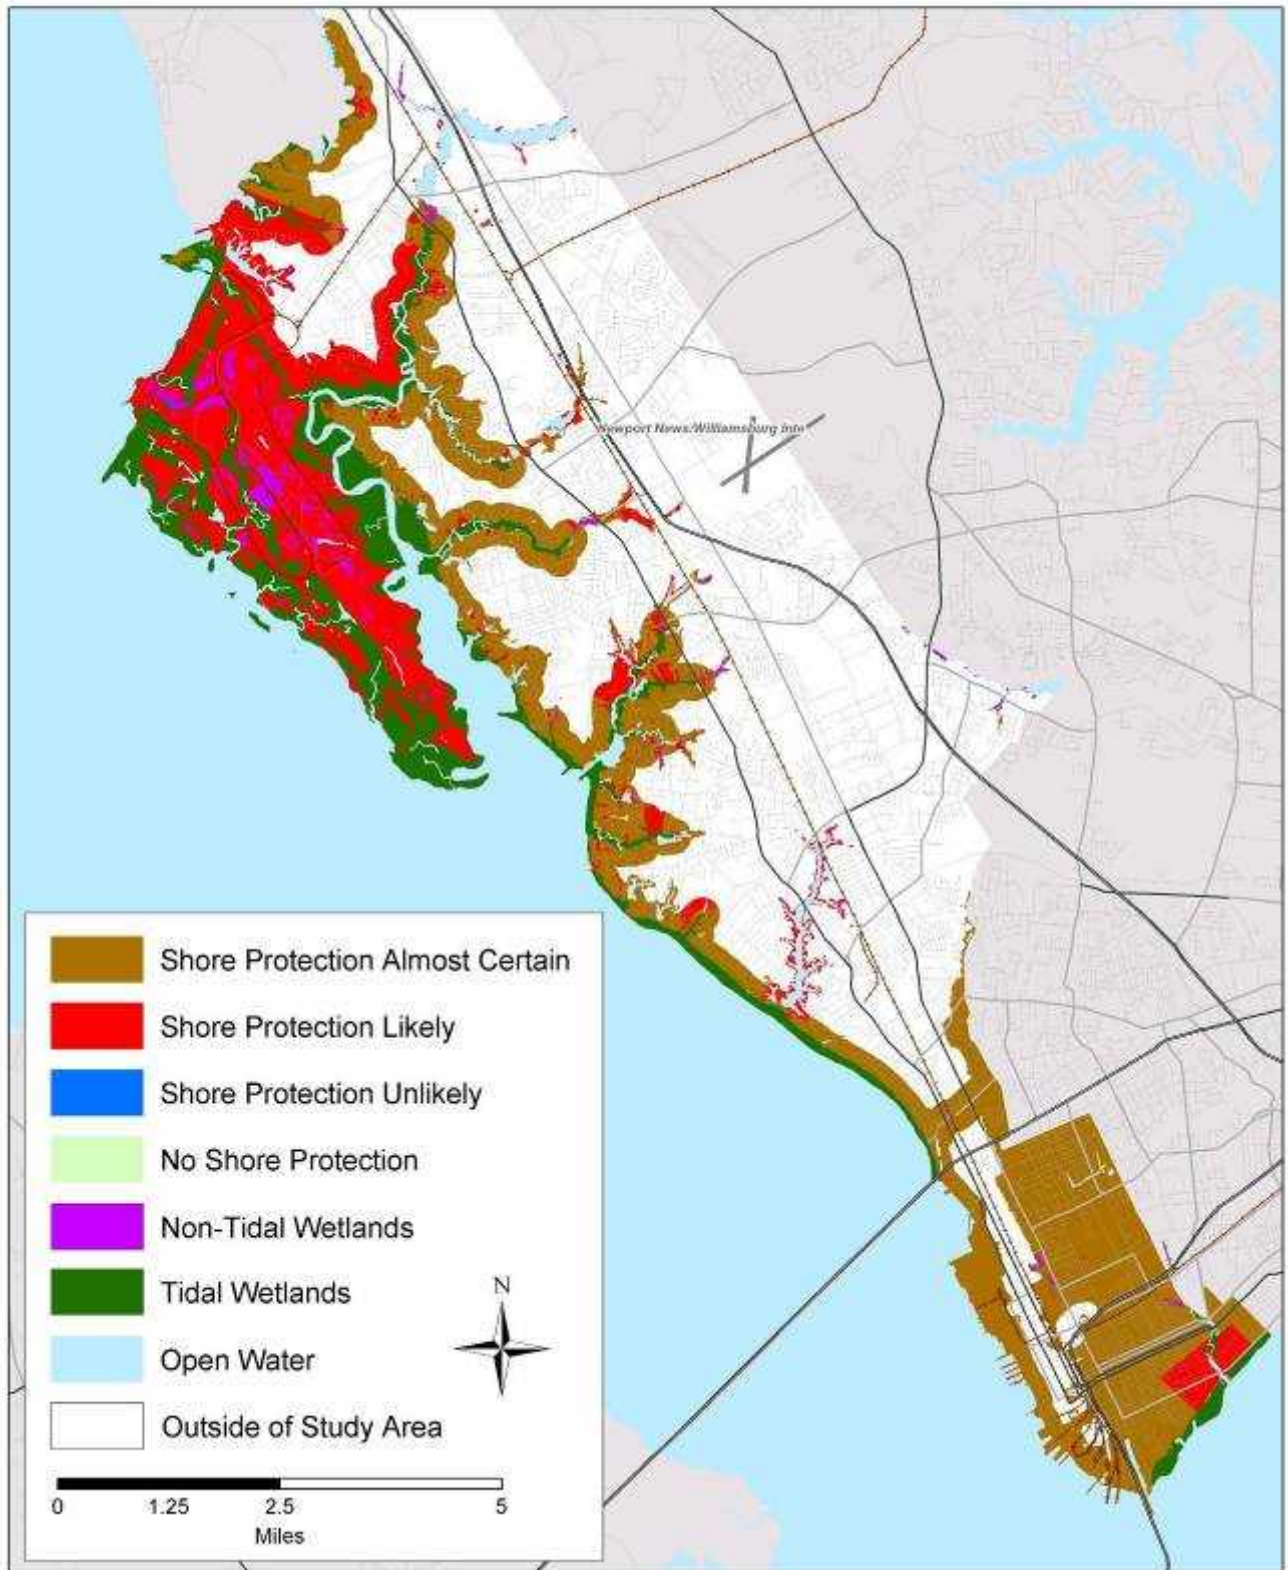 Newport News/Williamsburg Inte
Shore Protection Almost Certain
Shore Protection Likely
Shore Protection Unlikely
No Shore Protection
Non-Tidal Wetlands
Tidal Wetlands
N
Open Water
Outside of Study Area
0 1.25 2.5 5
Miles